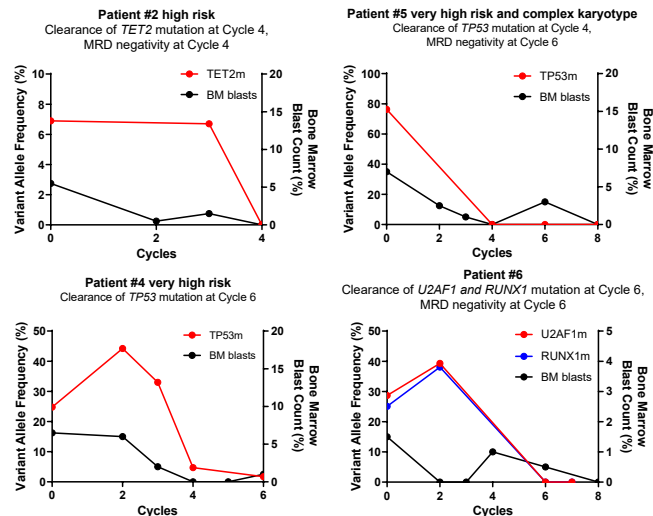 Patient #2 high risk
Clearance of TET2 mutation at Cycle 4,
MRD negativity at Cycle 4
Variant Allele Frequency (%)
10
8
6
4
2
0
TET2m
BM blasts
20
15
10
5
0
Bone Marrow
Blast Count (%)
0
2
3
4
Cycles
Patient #5 very high risk and complex karyotype
Clearance of TP53 mutation at Cycle 4,
MRD negativity at Cycle 6
Variant Allele Frequency (%)
100
80
60
40
20
0
TP53m
BM blasts
20
15
10
5
0
Bone Marrow
Blast Count (%)
0
2
4
6
8
Cycles
Patient #4 very high risk
Clearance of TP53 mutation at Cycle 6
Variant Allele Frequency (%)
50
40
30
20
10
0
TP53m
BM blasts
20
15
10
5
0
Bone Marrow
Blast Count (%)
0
2
4
6
Cycles
Patient #6
Clearance of U2AF1 and RUNX1 mutation at Cycle 6,
MRD negativity at Cycle 6
Variant Allele Frequency (%)
50
40
30
20
10
0
U2AF1m
RUNX1m
BM blasts
5
4
3
2
1
0
Bone Marrow
Blast Count (%)
0
2
4
6
8
Cycles